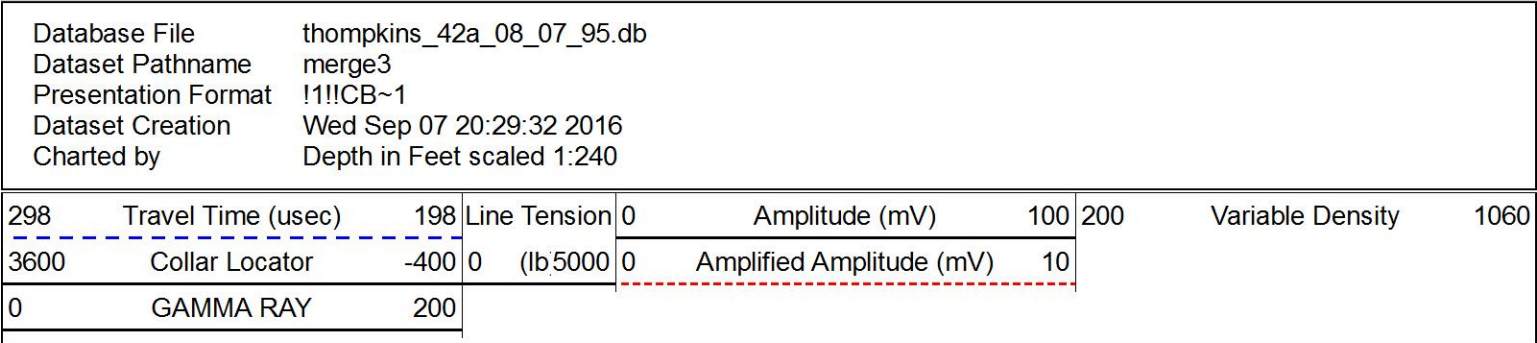 Database File thompkins_42a_08_07_95.db
Dataset Pathname merge3
Presentation Format !1!!CB~1
Dataset Creation Wed Sep 07 20:29:32 2016
Charted by Depth in Feet scaled 1:240
298 Travel Time (usec) 198 Line Tension 0 Amplitude (mV) 100 200 Variable Density 1060
3600 Collar Locator -400 0 (lb 5000 0 Amplified Amplitude (mV) 10
0 GAMMA RAY 200